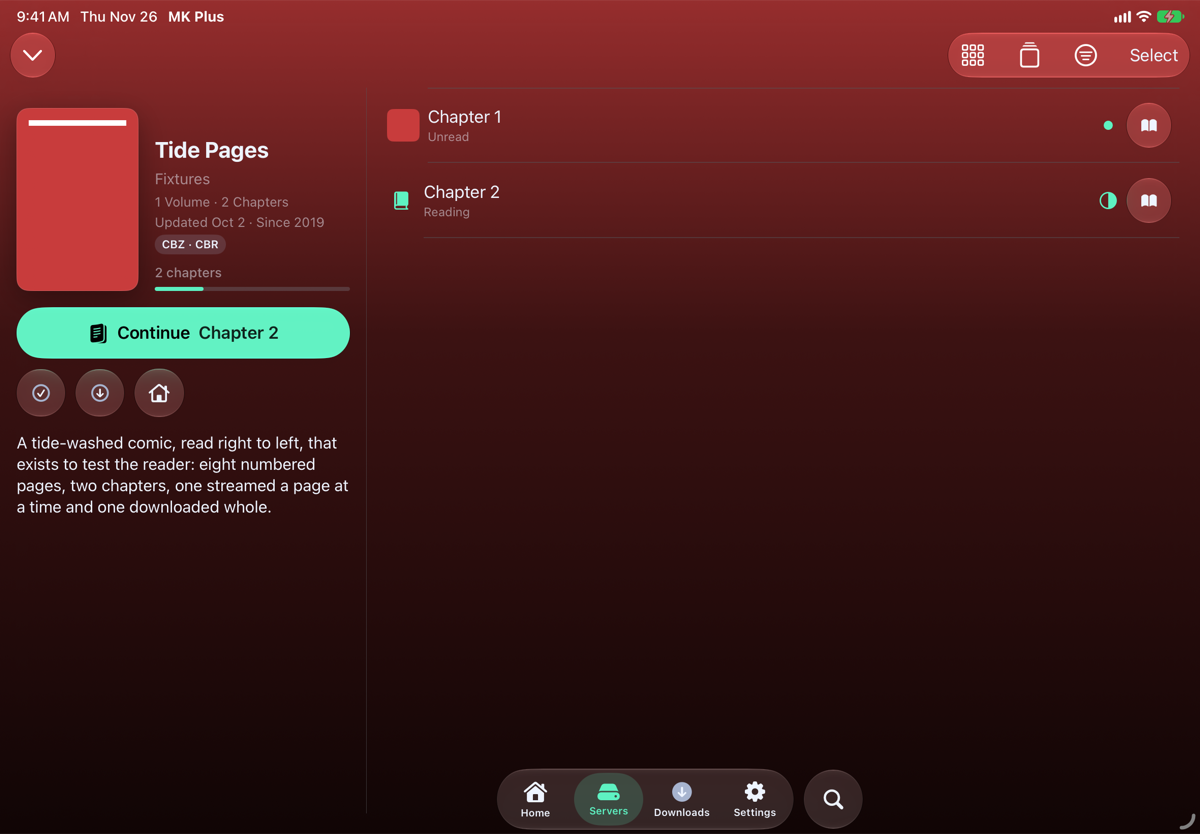 9:41 AM Thu Nov 26 MK Plus
Select
Tide Pages
Fixtures
1 Volume · 2 Chapters
Updated Oct 2 · Since 2019
CBZ · CBR
2 chapters
Continue Chapter 2
A tide-washed comic, read right to left, that
exists to test the reader: eight numbered
pages, two chapters, one streamed a page at
a time and one downloaded whole.
Chapter 1
Unread
Chapter 2
Reading
Home
Servers
Downloads
Settings